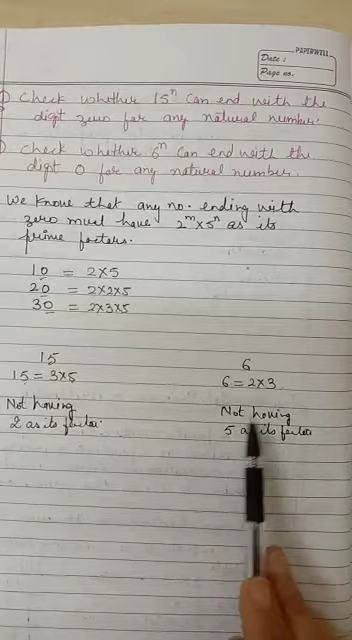 PAPERWELL
Date :
Page no.
Check whether 15ⁿ can end with the
digit zero for any natural number.
Check whether 6ⁿ can end with the
digit 0 for any natural number.
We know that any no. ending with
zero must have 2ᵐ×5ⁿ as its
prime factors.
10 = 2×5
20 = 2×2×5
30 = 2×3×5
15
15 = 3×5
Not having
2 as its factor.
6
6 = 2×3
Not having
5 as its factor